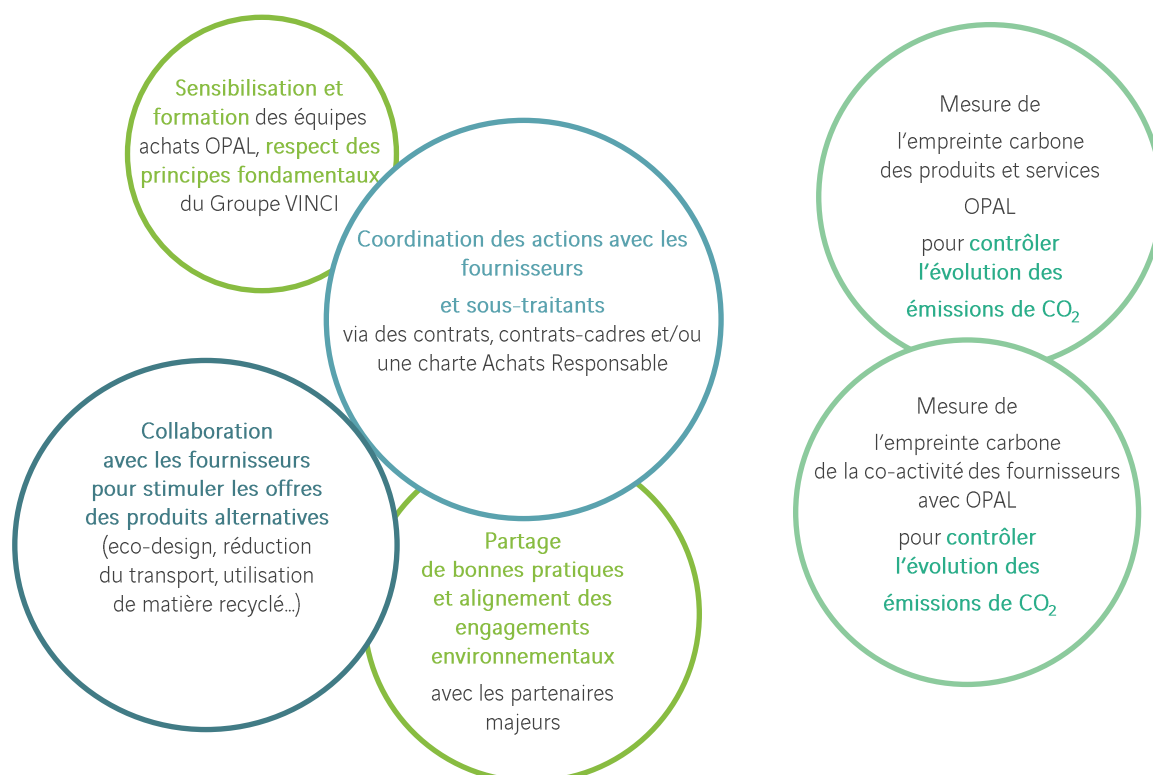 Sensibilisation et
formation des équipes
achats OPAL, respect des
principes fondamentaux
du Groupe VINCI
Coordination des actions avec les
fournisseurs
et sous-traitants
via des contrats, contrats-cadres et/ou
une charte Achats Responsable
Collaboration
avec les fournisseurs
pour stimuler les offres
des produits alternatives
(eco-design, réduction
du transport, utilisation
de matière recyclé...)
Partage
de bonnes pratiques
et alignement des
engagements
environnementaux
avec les partenaires
majeurs
Mesure de
l'empreinte carbone
des produits et services
OPAL
pour contrôler
l'évolution des
émissions de CO₂
Mesure de
l'empreinte carbone
de la co-activité des fournisseurs
avec OPAL
pour contrôler
l'évolution des
émissions de CO₂